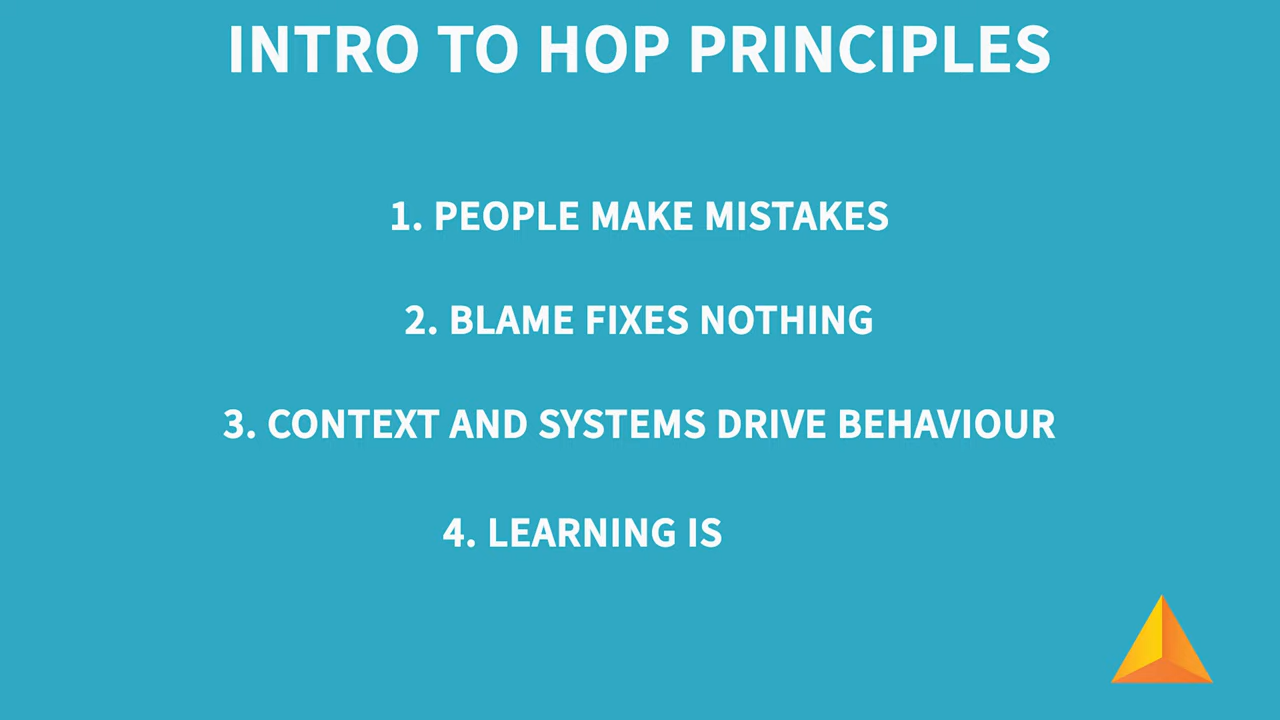 INTRO TO HOP PRINCIPLES
1. PEOPLE MAKE MISTAKES
2. BLAME FIXES NOTHING
3. CONTEXT AND SYSTEMS DRIVE BEHAVIOUR
4. LEARNING IS